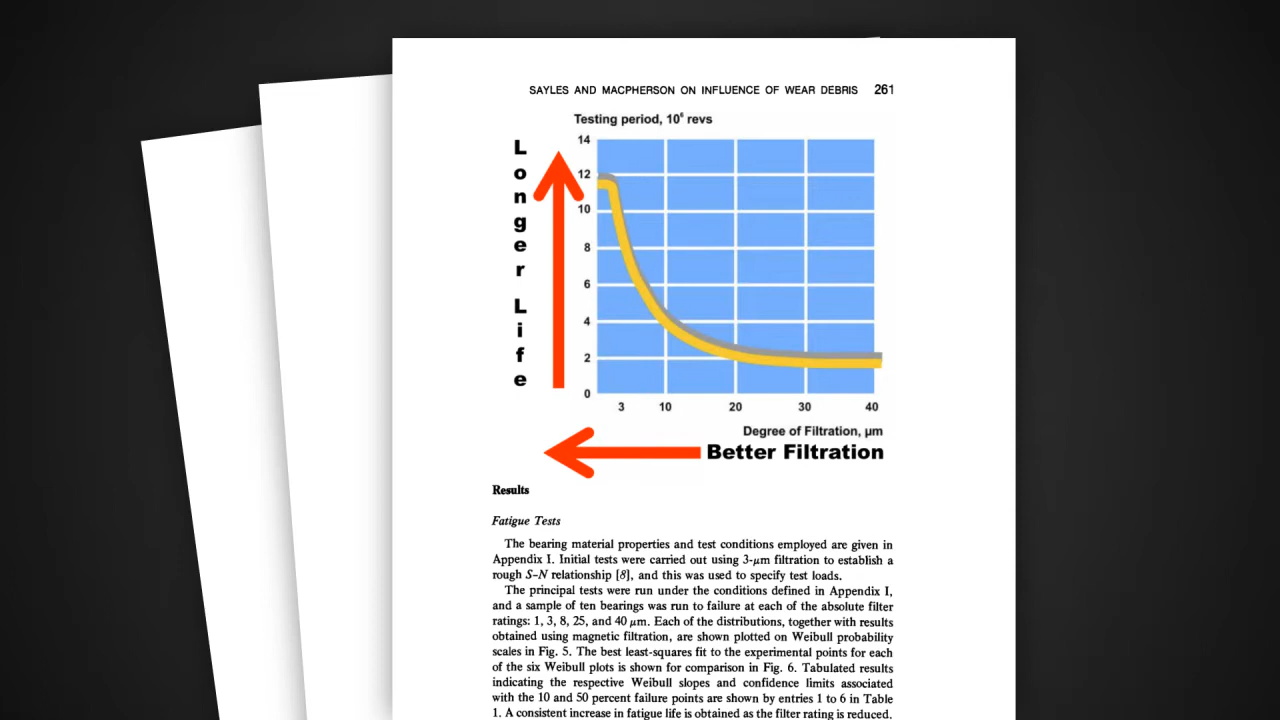 SAYLES AND MACPHERSON ON INFLUENCE OF WEAR DEBRIS 261
Testing period, 10⁶ revs
Longer Life
14
12
10
8
6
4
2
0
3 10 20 30 40
Degree of Filtration, µm
Better Filtration
Results
Fatigue Tests
The bearing material properties and test conditions employed are given in
Appendix I. Initial tests were carried out using 3-µm filtration to establish a
rough S–N relationship [8], and this was used to specify test loads.
The principal tests were run under the conditions defined in Appendix I,
and a sample of ten bearings was run to failure at each of the absolute filter
ratings: 1, 3, 8, 25, and 40 µm. Each of the distributions, together with results
obtained using magnetic filtration, are shown plotted on Weibull probability
scales in Fig. 5. The best least-squares fit to the experimental points for each
of the six Weibull plots is shown for comparison in Fig. 6. Tabulated results
indicating the respective Weibull slopes and confidence limits associated
with the 10 and 50 percent failure points are shown by entries 1 to 6 in Table
1. A consistent increase in fatigue life is obtained as the filter rating is reduced.